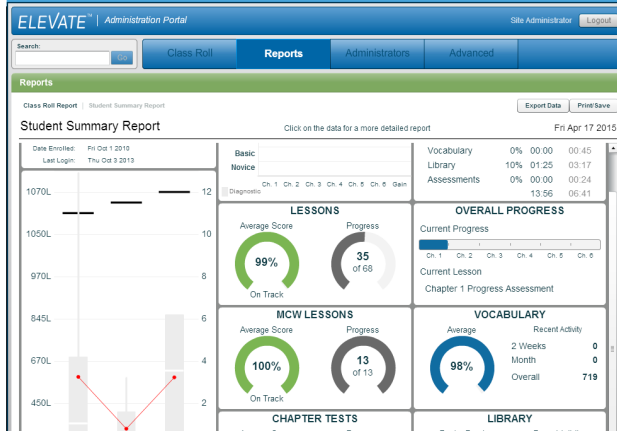 ELEVATE™ | Administration Portal
Site Administrator Logout
Search:
Go
Class Roll Reports Administrators Advanced
Reports
Class Roll Report | Student Summary Report
Export Data Print/Save
Student Summary Report
Click on the data for a more detailed report
Fri Apr 17 2015
Date Enrolled: Fri Oct 1 2010
Last Login: Thu Oct 3 2013
1070L 12
1050L 10
970L 8
845L 6
670L 4
450L 2
Basic
Novice
Ch. 1 Ch. 2 Ch. 3 Ch. 4 Ch. 5 Ch. 6 Gain
Diagnostic
Vocabulary 0% 00:00 00:45
Library 10% 01:25 03:17
Assessments 0% 00:00 00:24
13:56 06:41
LESSONS
Average Score Progress
99%
35
of 68
On Track
OVERALL PROGRESS
Current Progress
Ch. 1 Ch. 2 Ch. 3 Ch. 4 Ch. 5 Ch. 6
Current Lesson
Chapter 1 Progress Assessment
MCW LESSONS
Average Score Progress
100%
13
of 13
On Track
VOCABULARY
Average Recent Activity
98%
2 Weeks 0
Month 0
Overall 719
CHAPTER TESTS
LIBRARY